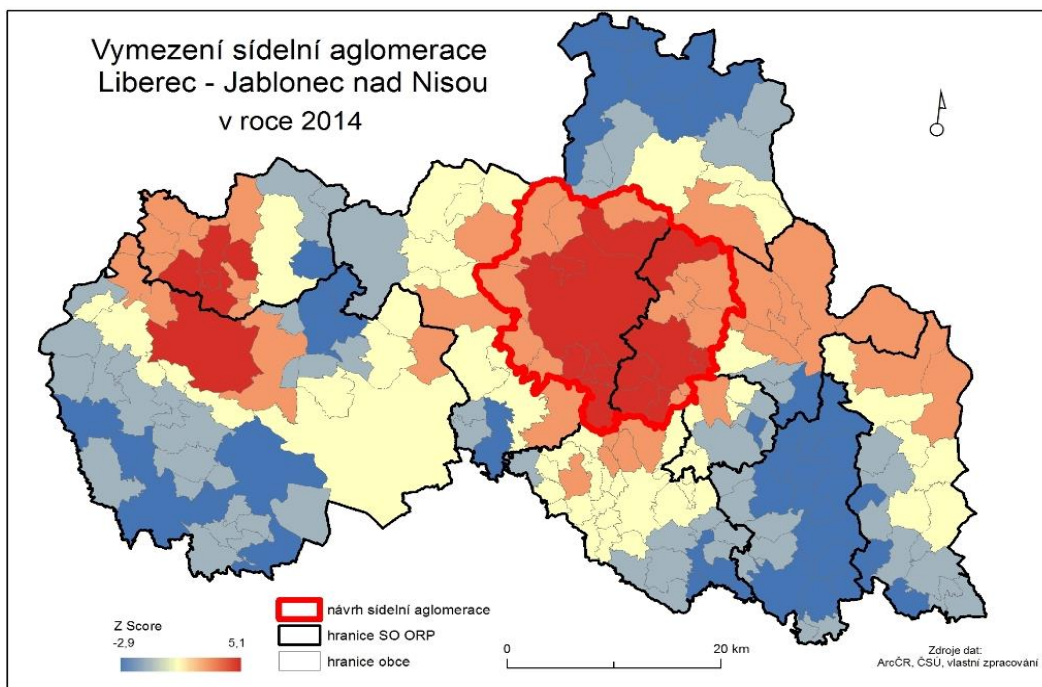 Vymezení sídelní aglomerace
Liberec - Jablonec nad Nisou
v roce 2014
Z Score
-2,9 5,1
návrh sídelní aglomerace
hranice SO ORP
hranice obce
0 20 km
Zdroje dat:
ArcČR, ČSÚ, vlastní zpracování